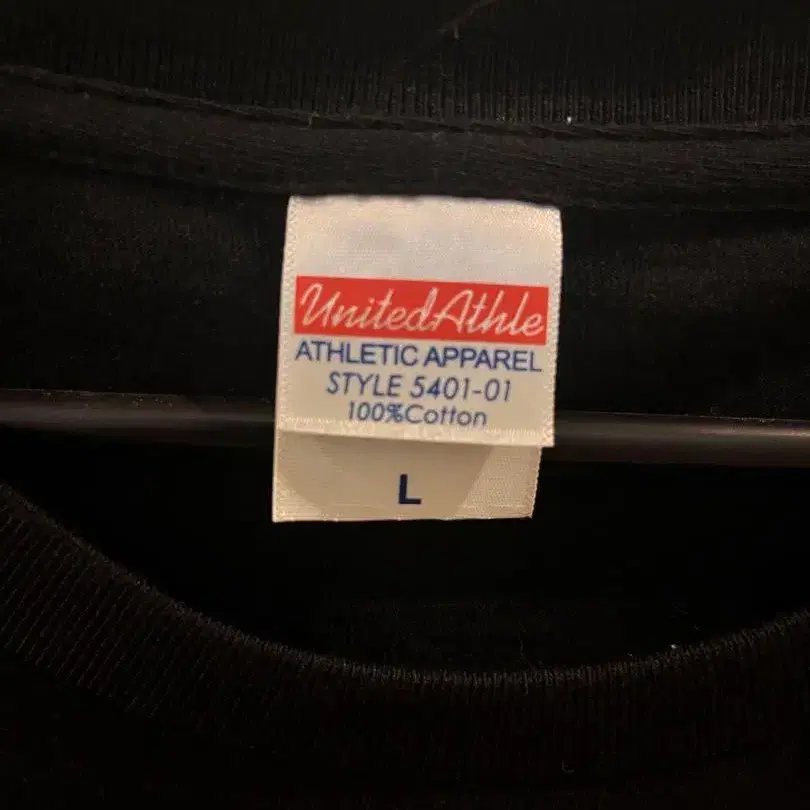 UnitedAthle
ATHLETIC APPAREL
STYLE 5401-01
100%Cotton
L